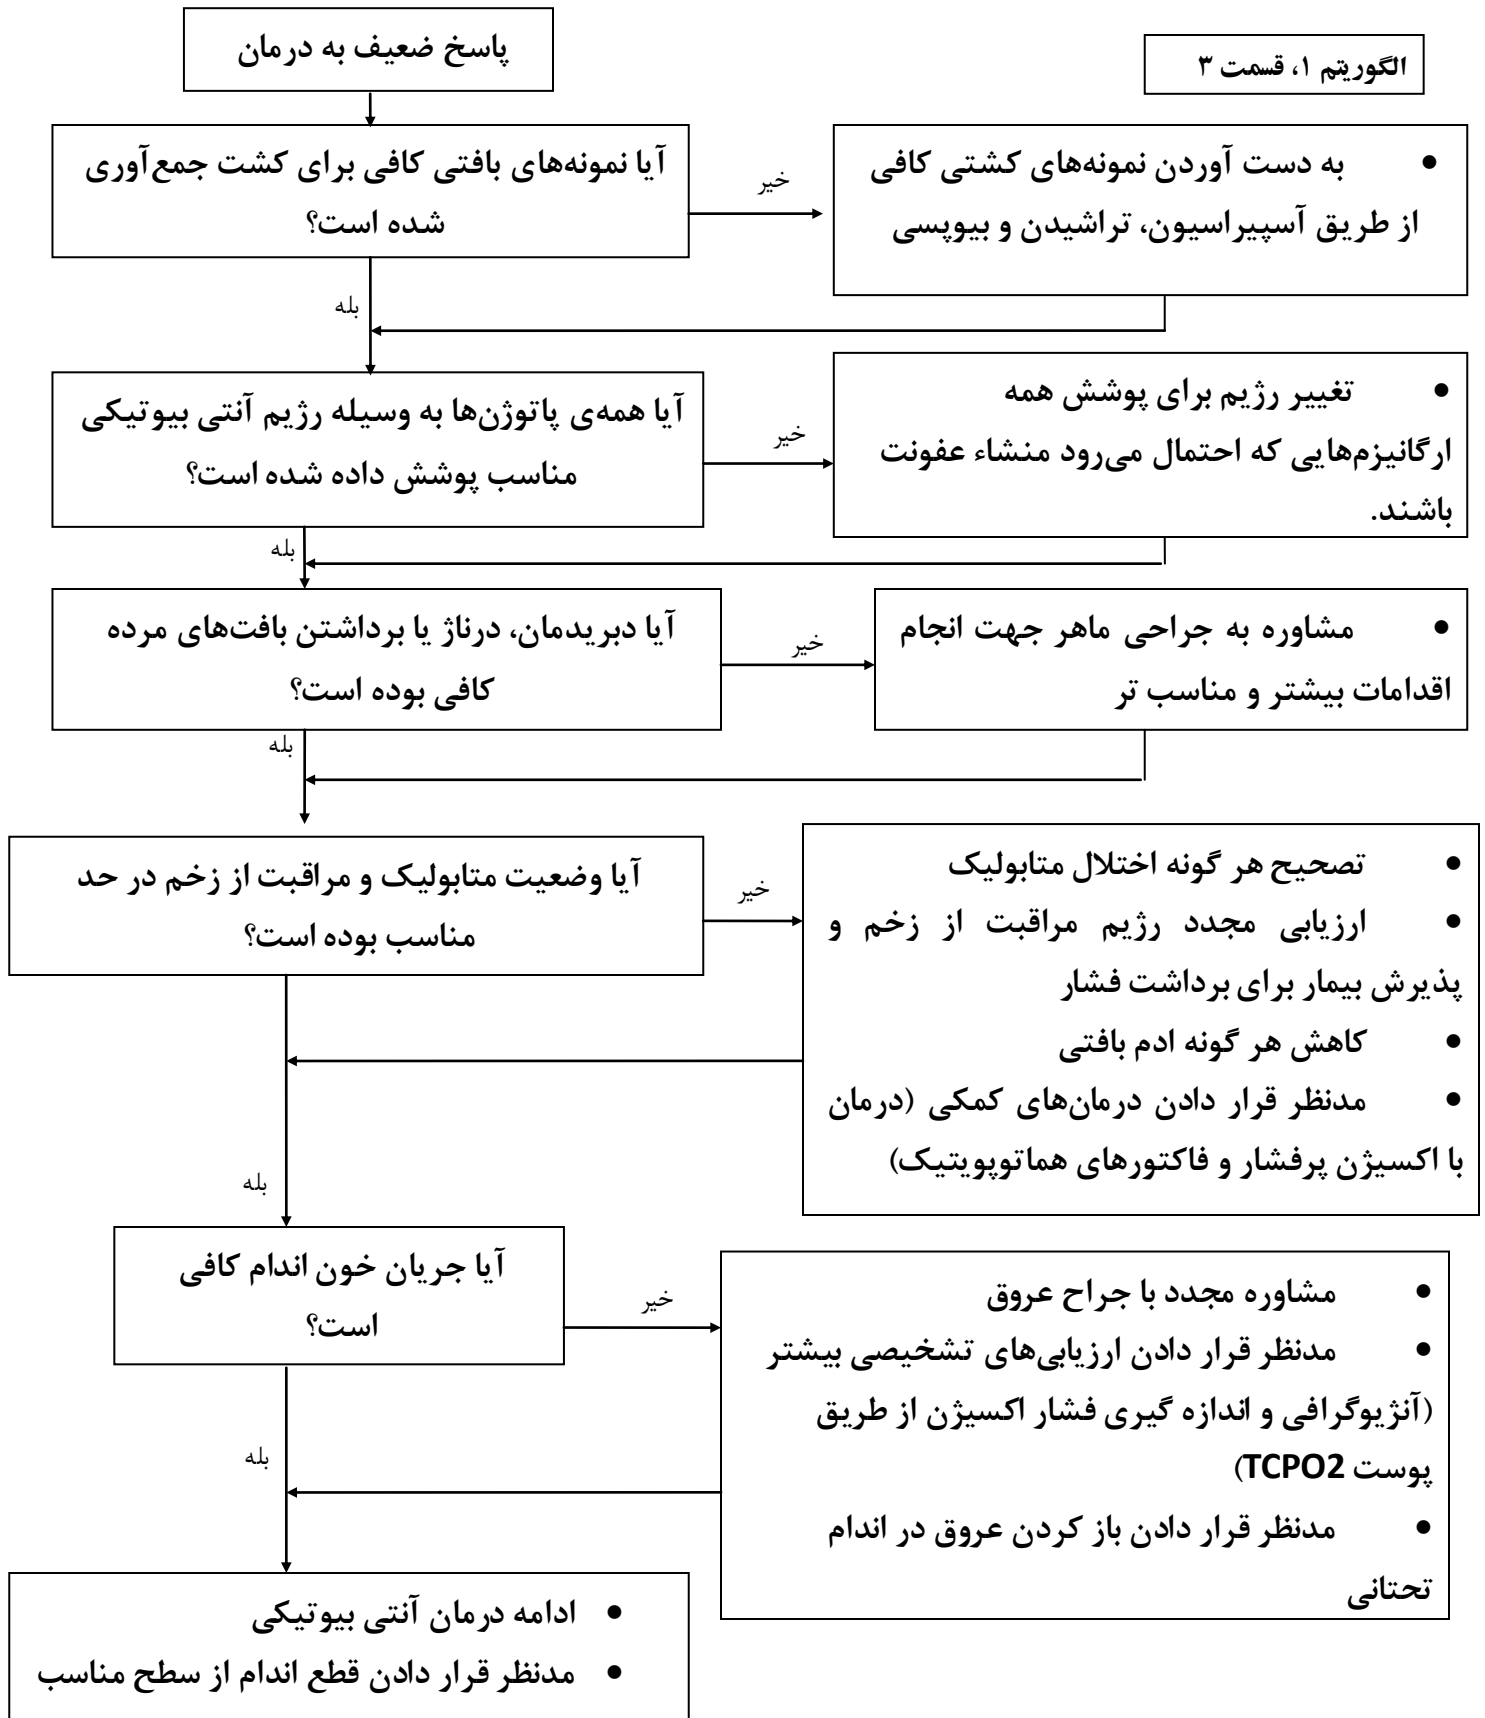 پاسخ ضعیف به درمان
الگوریتم ۱، قسمت ۳
آیا نمونه‌های بافتی کافی برای کشت جمع‌آوری
شده است؟
خیر
• به دست آوردن نمونه‌های کشتی کافی
از طریق آسپیراسیون، تراشیدن و بیوپسی
بله
آیا همه‌ی پاتوژن‌ها به وسیله رژیم آنتی بیوتیکی
مناسب پوشش داده شده است؟
خیر
• تغییر رژیم برای پوشش همه
ارگانیزم‌هایی که احتمال می‌رود منشاء عفونت
باشند.
بله
آیا دبریدمان، درناژ یا برداشتن بافت‌های مرده
کافی بوده است؟
خیر
• مشاوره به جراحی ماهر جهت انجام
اقدامات بیشتر و مناسب تر
بله
آیا وضعیت متابولیک و مراقبت از زخم در حد
مناسب بوده است؟
خیر
• تصحیح هر گونه اختلال متابولیک
• ارزیابی مجدد رژیم مراقبت از زخم و
پذیرش بیمار برای برداشت فشار
• کاهش هر گونه ادم بافتی
• مدنظر قرار دادن درمان‌های کمکی (درمان
با اکسیژن پرفشار و فاکتورهای هماتوپویتیک)
بله
آیا جریان خون اندام کافی
است؟
خیر
• مشاوره مجدد با جراح عروق
• مدنظر قرار دادن ارزیابی‌های تشخیصی بیشتر
(آنژیوگرافی و اندازه گیری فشار اکسیژن از طریق
پوست TCPO2)
• مدنظر قرار دادن باز کردن عروق در اندام
تحتانی
بله
• ادامه درمان آنتی بیوتیکی
• مدنظر قرار دادن قطع اندام از سطح مناسب